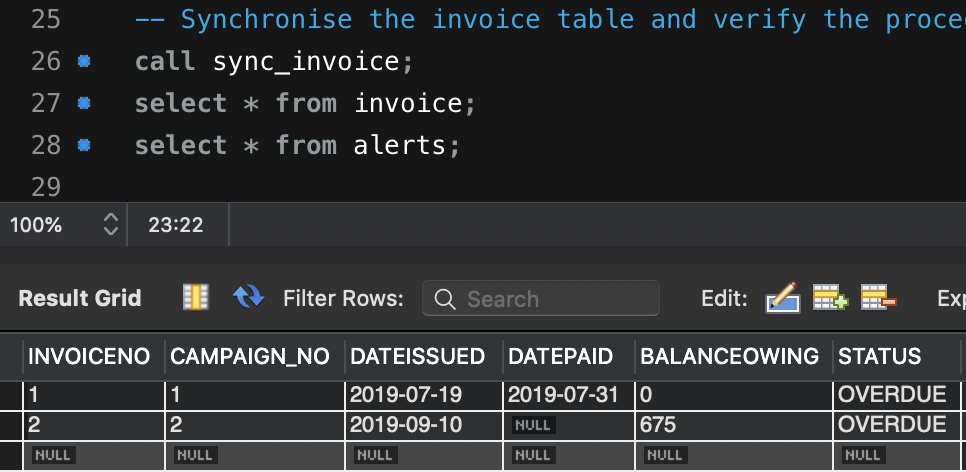 25 -- Synchronise the invoice table and verify the
26 call sync_invoice;
27 select * from invoice;
28 select * from alerts;
29
100% 23:22
Result Grid Filter Rows: Search Edit:
INVOICENO CAMPAIGN_NO DATEISSUED DATEPAID BALANCEOWING STATUS
1 1 2019-07-19 2019-07-31 0 OVERDUE
2 2 2019-09-10 NULL 675 OVERDUE
NULL NULL NULL NULL NULL NULL